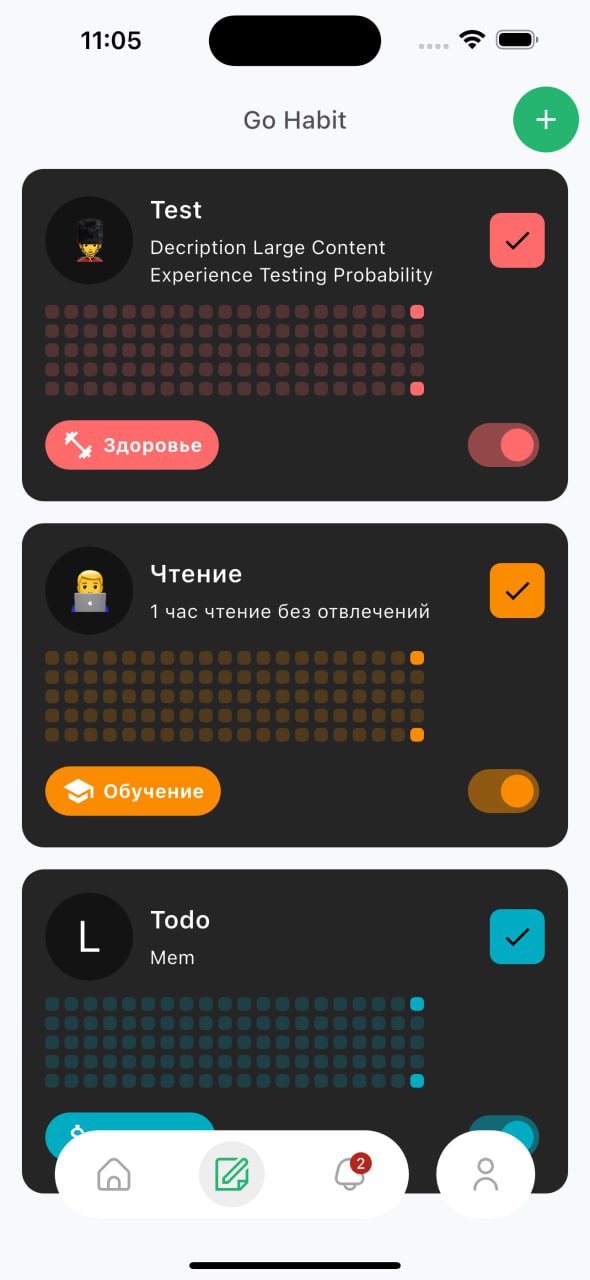 11:05
Go Habit
Test
Decription Large Content
Experience Testing Probability
Здоровье
Чтение
1 час чтение без отвлечений
Обучение
L
Todo
Mem
2